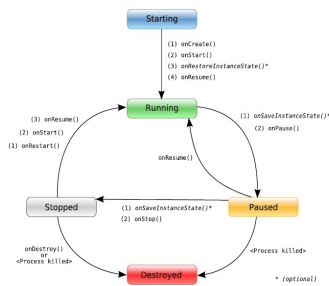 Starting
(1) onCreate()
(2) onStart()
(3) onRestoreInstanceState()*
(4) onResume()
Running
(3) onResume()
(2) onStart()
(1) onRestart()
(1) onSaveInstanceState()*
(2) onPause()
onResume()
Stopped
(1) onSaveInstanceState()*
(2) onStop()
Paused
onDestroy()
or
<Process killed>
<Process killed>
Destroyed
* (optional)